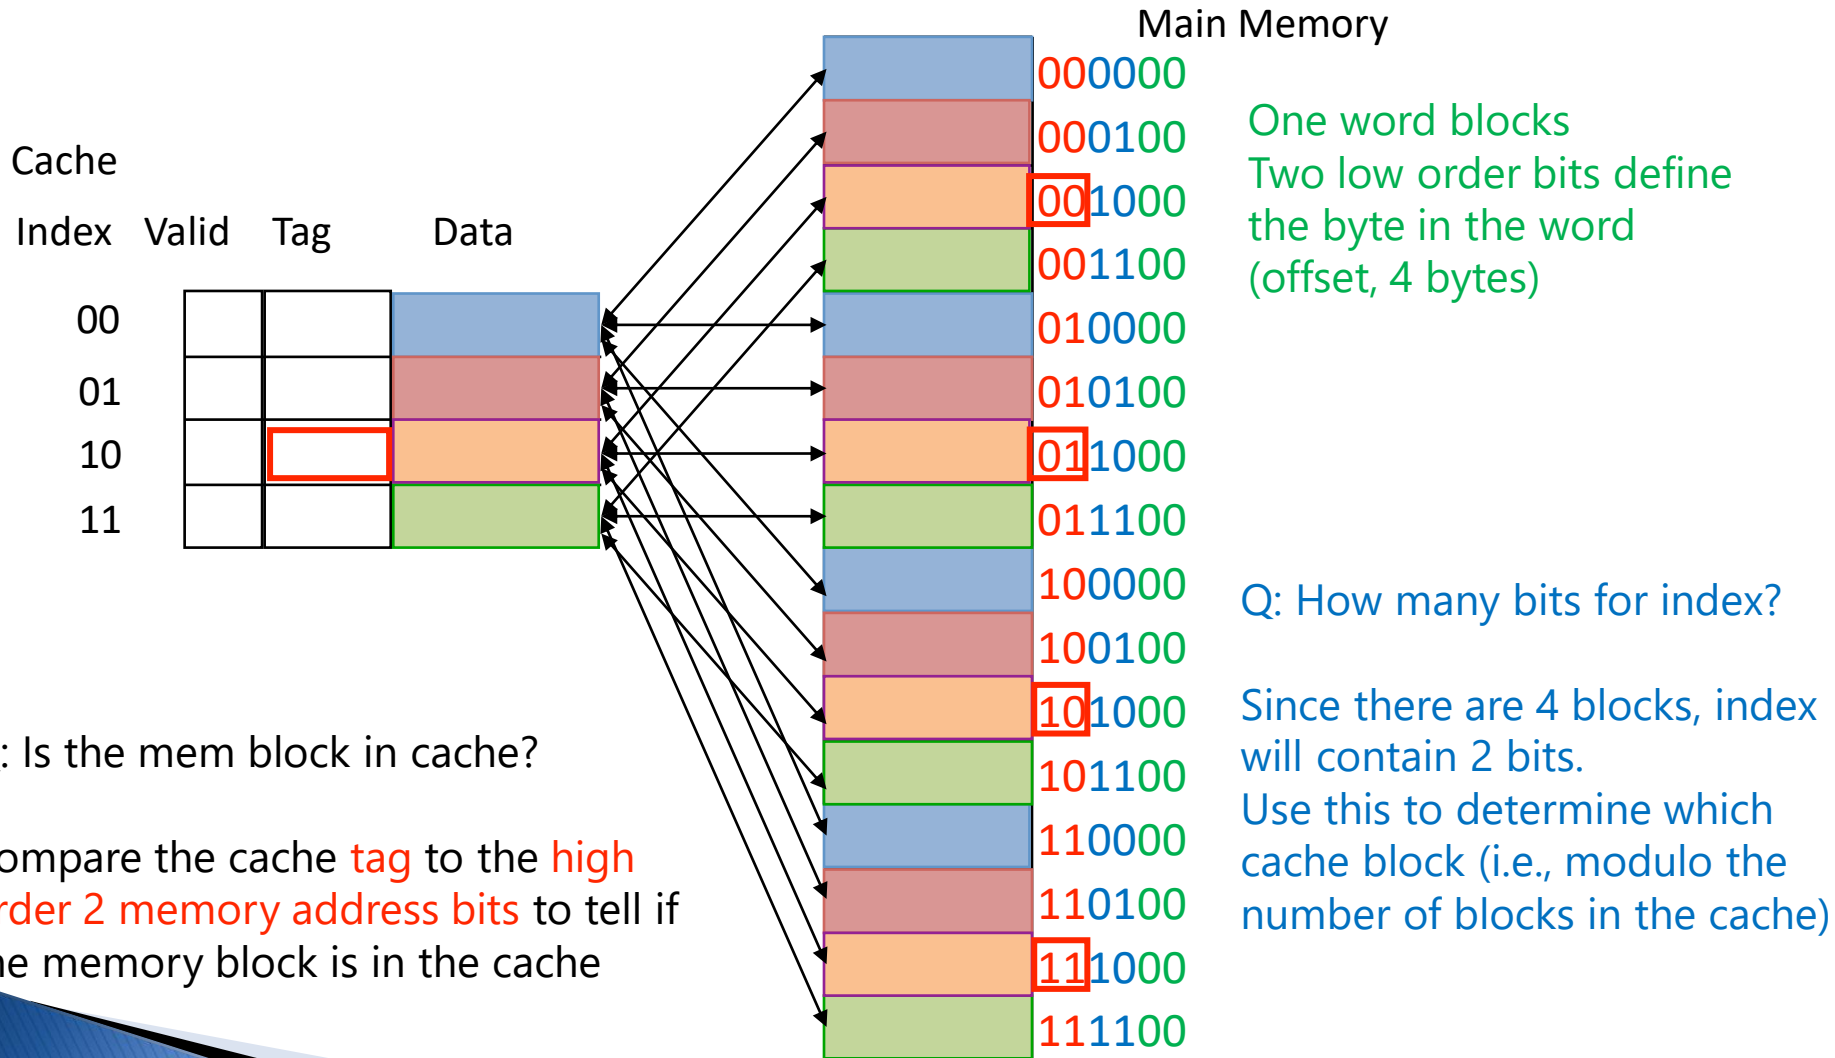 Main Memory
000000
000100
001000
001100
010000
010100
011000
011100
100000
100100
101000
101100
110000
110100
111000
111100
Cache
Index Valid Tag Data
00
01
10
11
One word blocks
Two low order bits define
the byte in the word
(offset, 4 bytes)
Q: How many bits for index?
Since there are 4 blocks, index
will contain 2 bits.
Use this to determine which
cache block (i.e., modulo the
number of blocks in the cache)
: Is the mem block in cache?
ompare the cache tag to the high
rder 2 memory address bits to tell if
he memory block is in the cache